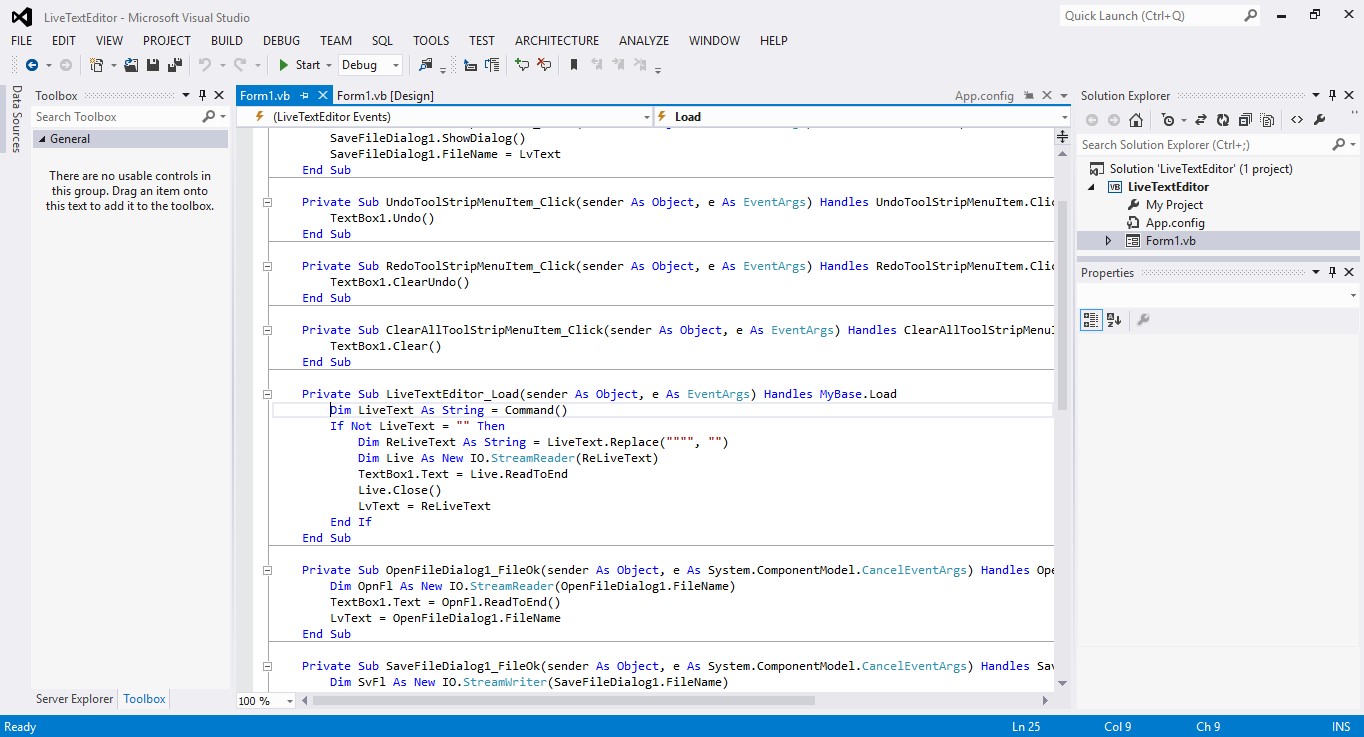 LiveTextEditor - Microsoft Visual Studio
Quick Launch (Ctrl+Q)
FILE EDIT VIEW PROJECT BUILD DEBUG TEAM SQL TOOLS TEST ARCHITECTURE ANALYZE WINDOW HELP
Start Debug
Data Sources
Toolbox
Search Toolbox
General
There are no usable controls in
this group. Drag an item onto
this text to add it to the toolbox.
Server Explorer Toolbox
Form1.vb Form1.vb [Design] App.config
(LiveTextEditor Events) Load
SaveFileDialog1.ShowDialog()
SaveFileDialog1.FileName = LvText
End Sub
Private Sub UndoToolStripMenuItem_Click(sender As Object, e As EventArgs) Handles UndoToolStripMenuItem.Clic
TextBox1.Undo()
End Sub
Private Sub RedoToolStripMenuItem_Click(sender As Object, e As EventArgs) Handles RedoToolStripMenuItem.Clic
TextBox1.ClearUndo()
End Sub
Private Sub ClearAllToolStripMenuItem_Click(sender As Object, e As EventArgs) Handles ClearAllToolStripMenuI
TextBox1.Clear()
End Sub
Private Sub LiveTextEditor_Load(sender As Object, e As EventArgs) Handles MyBase.Load
Dim LiveText As String = Command()
If Not LiveText = "" Then
Dim ReLiveText As String = LiveText.Replace("""", "")
Dim Live As New IO.StreamReader(ReLiveText)
TextBox1.Text = Live.ReadToEnd
Live.Close()
LvText = ReLiveText
End If
End Sub
Private Sub OpenFileDialog1_FileOk(sender As Object, e As System.ComponentModel.CancelEventArgs) Handles Ope
Dim OpnFl As New IO.StreamReader(OpenFileDialog1.FileName)
TextBox1.Text = OpnFl.ReadToEnd()
LvText = OpenFileDialog1.FileName
End Sub
Private Sub SaveFileDialog1_FileOk(sender As Object, e As System.ComponentModel.CancelEventArgs) Handles Sav
Dim SvFl As New IO.StreamWriter(SaveFileDialog1.FileName)
100 %
Solution Explorer
Search Solution Explorer (Ctrl+;)
Solution 'LiveTextEditor' (1 project)
VB LiveTextEditor
My Project
App.config
Form1.vb
Properties
Ready Ln 25 Col 9 Ch 9 INS